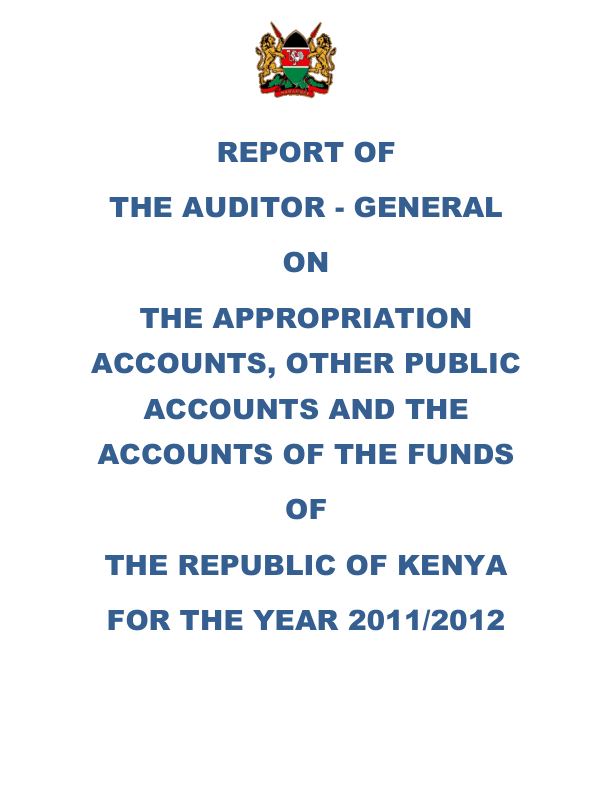 REPORT OF
THE AUDITOR - GENERAL
ON
THE APPROPRIATION
ACCOUNTS, OTHER PUBLIC
ACCOUNTS AND THE
ACCOUNTS OF THE FUNDS
OF
THE REPUBLIC OF KENYA
FOR THE YEAR 2011/2012